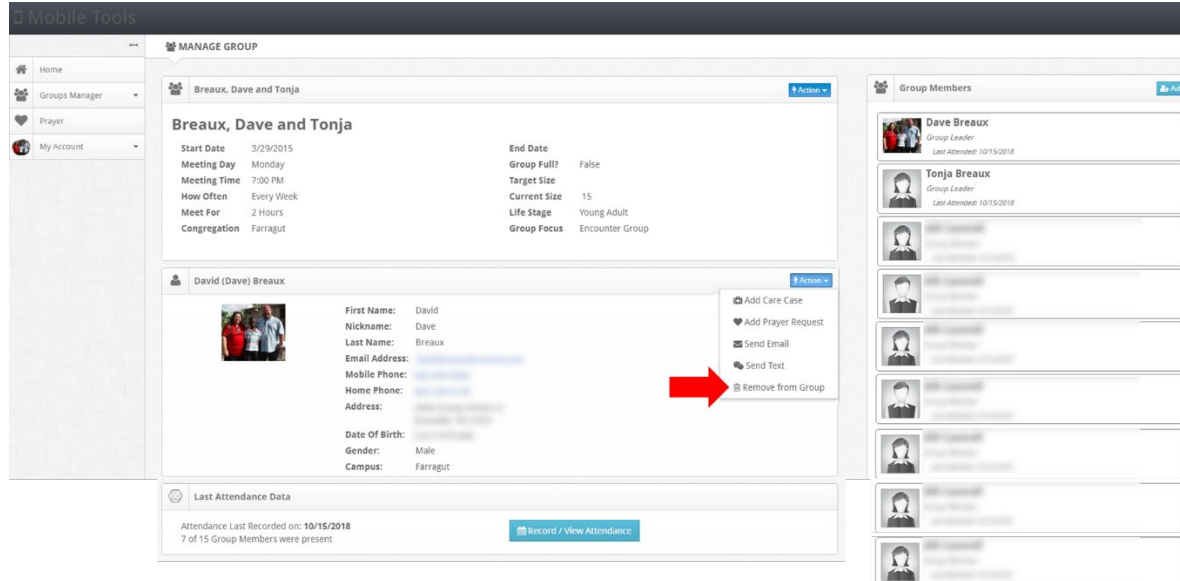 Mobile Tools
MANAGE GROUP
Home
Groups Manager
Prayer
My Account
Breaux, Dave and Tonja
Action
Breaux, Dave and Tonja
Start Date 3/29/2015
Meeting Day Monday
Meeting Time 7:00 PM
How Often Every Week
Meet For 2 Hours
Congregation Farragut
End Date
Group Full? False
Target Size
Current Size 15
Life Stage Young Adult
Group Focus Encounter Group
David (Dave) Breaux
Action
First Name: David
Nickname: Dave
Last Name: Breaux
Email Address:
Mobile Phone:
Home Phone:
Address:
Date Of Birth:
Gender: Male
Campus: Farragut
Add Care Case
Add Prayer Request
Send Email
Send Text
Remove from Group
Last Attendance Data
Attendance Last Recorded on: 10/15/2018
7 of 15 Group Members were present
Record / View Attendance
Group Members
Dave Breaux
Group Leader
Last Attended: 10/15/2018
Tonja Breaux
Group Leader
Last Attended: 10/15/2018